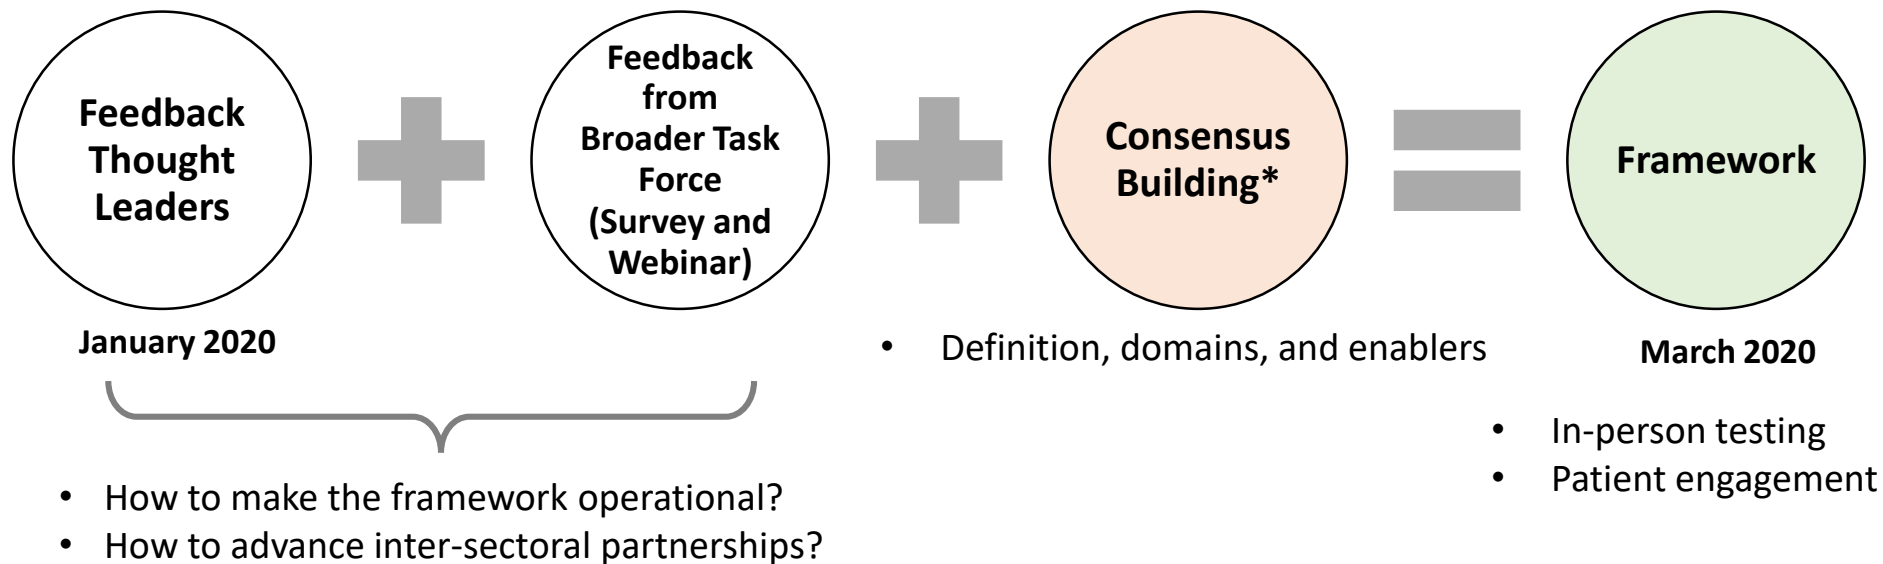 Feedback
Thought
Leaders
Feedback
from
Broader Task
Force
(Survey and
Webinar)
Consensus
Building*
Framework
January 2020
• Definition, domains, and enablers
March 2020
• In-person testing
• Patient engagement
• How to make the framework operational?
• How to advance inter-sectoral partnerships?